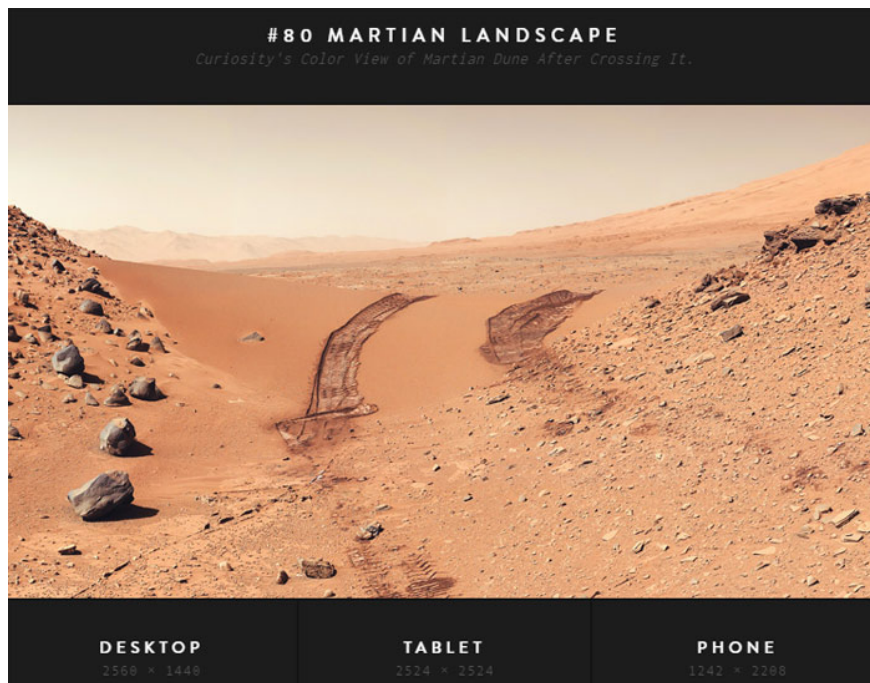 #80 MARTIAN LANDSCAPE
Curiosity's Color View of Martian Dune After Crossing It.
DESKTOP
2560 × 1440
TABLET
2524 × 2524
PHONE
1242 × 2208